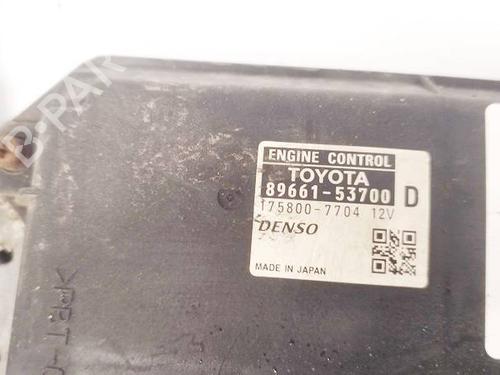 ENGINE CONTROL
TOYOTA
89661-53700 D
175800-7704 12V
DENSO
MADE IN JAPAN